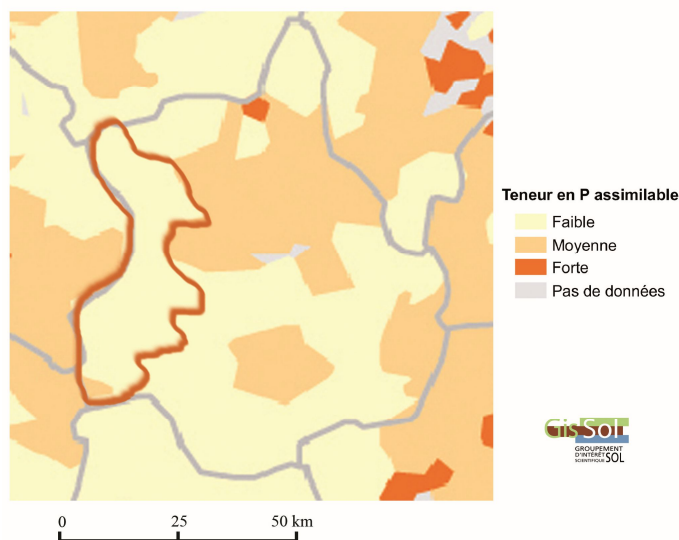 Teneur en P assimilable
Faible
Moyenne
Forte
Pas de données
Gis Sol
GROUPEMENT
D'INTÉRÊT
SCIENTIFIQUE SOL
0 25 50 km